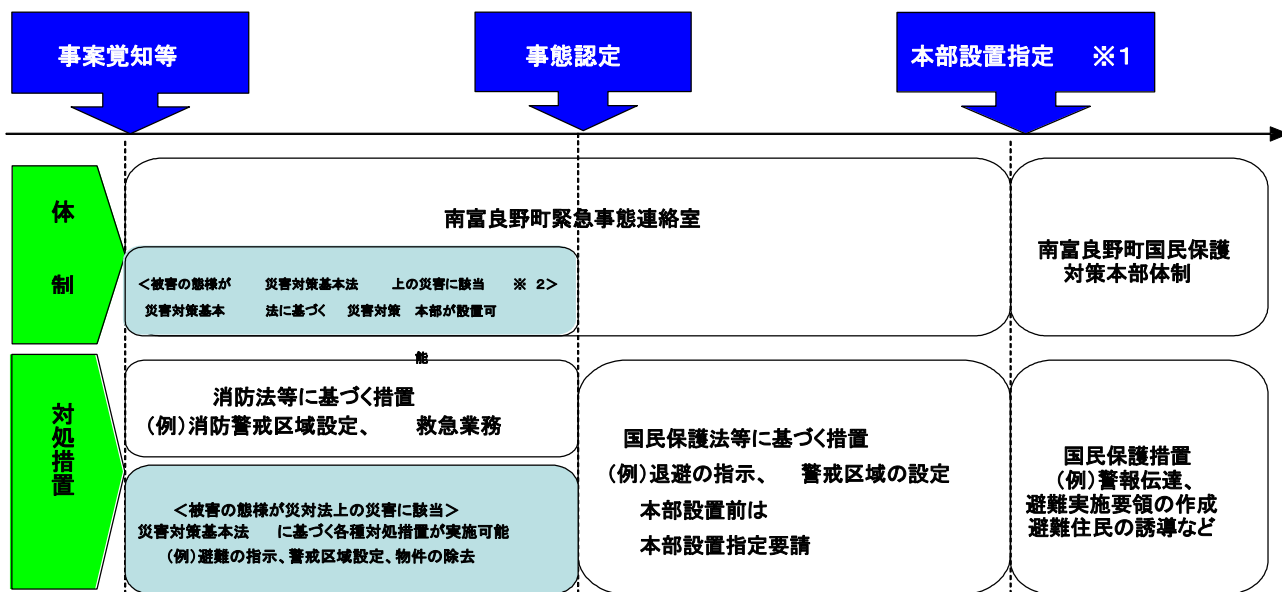 事案覚知等
事態認定
本部設置指定 ※1
体制
南富良野町緊急事態連絡室
<被害の態様が 災害対策基本法 上の災害に該当 ※ 2>
災害対策基本 法に基づく 災害対策 本部が設置可
能
南富良野町国民保護
対策本部体制
対処措置
消防法等に基づく措置
(例)消防警戒区域設定、 救急業務
<被害の態様が災対法上の災害に該当>
災害対策基本法 に基づく各種対処措置が実施可能
(例)避難の指示、警戒区域設定、物件の除去
国民保護法等に基づく措置
(例)退避の指示、 警戒区域の設定
本部設置前は
本部設置指定要請
国民保護措置
(例)警報伝達、
避難実施要領の作成
避難住民の誘導など